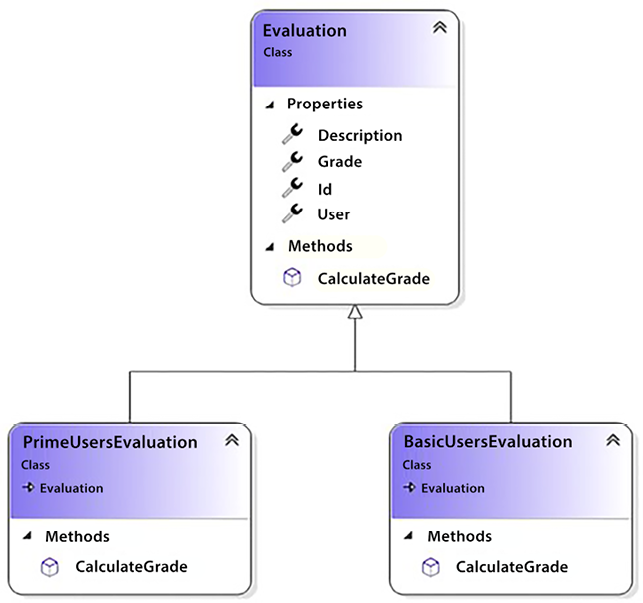 Evaluation
Class
Properties
Description
Grade
Id
User
Methods
CalculateGrade
PrimeUsersEvaluation
Class
Evaluation
Methods
CalculateGrade
BasicUsersEvaluation
Class
Evaluation
Methods
CalculateGrade